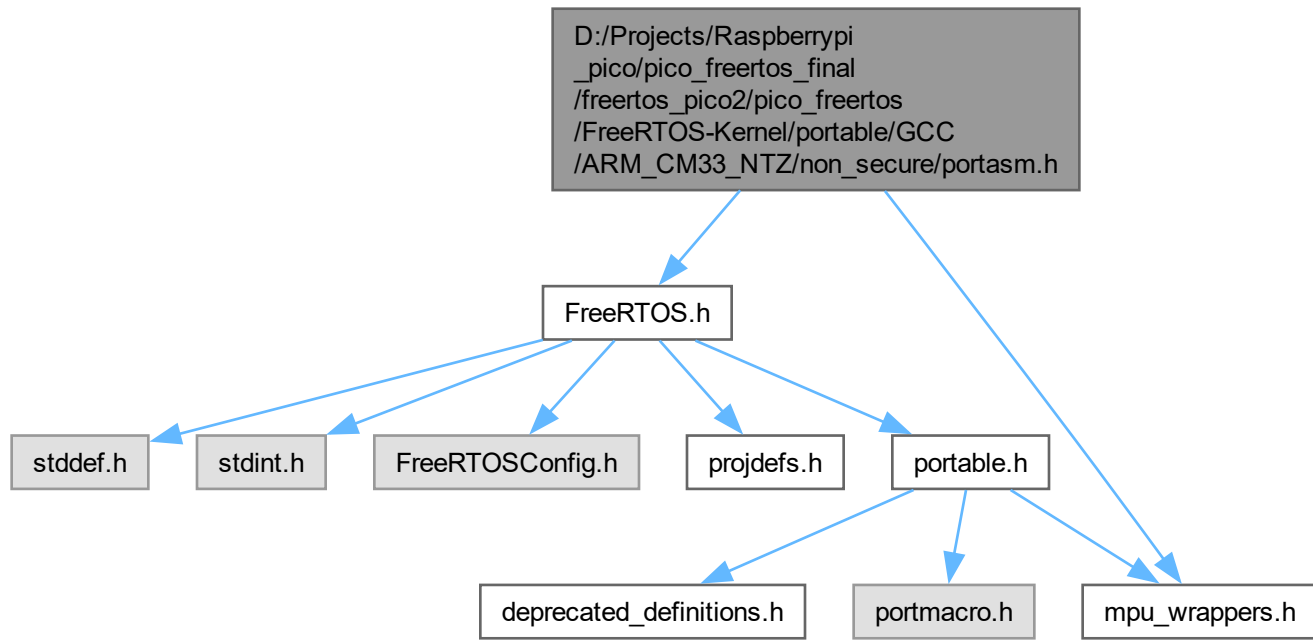 D:/Projects/Raspberrypi
_pico/pico_freertos_final
/freertos_pico2/pico_freertos
/FreeRTOS-Kernel/portable/GCC
/ARM_CM33_NTZ/non_secure/portasm.h
FreeRTOS.h
stddef.h
stdint.h
FreeRTOSConfig.h
projdefs.h
portable.h
deprecated_definitions.h
portmacro.h
mpu_wrappers.h